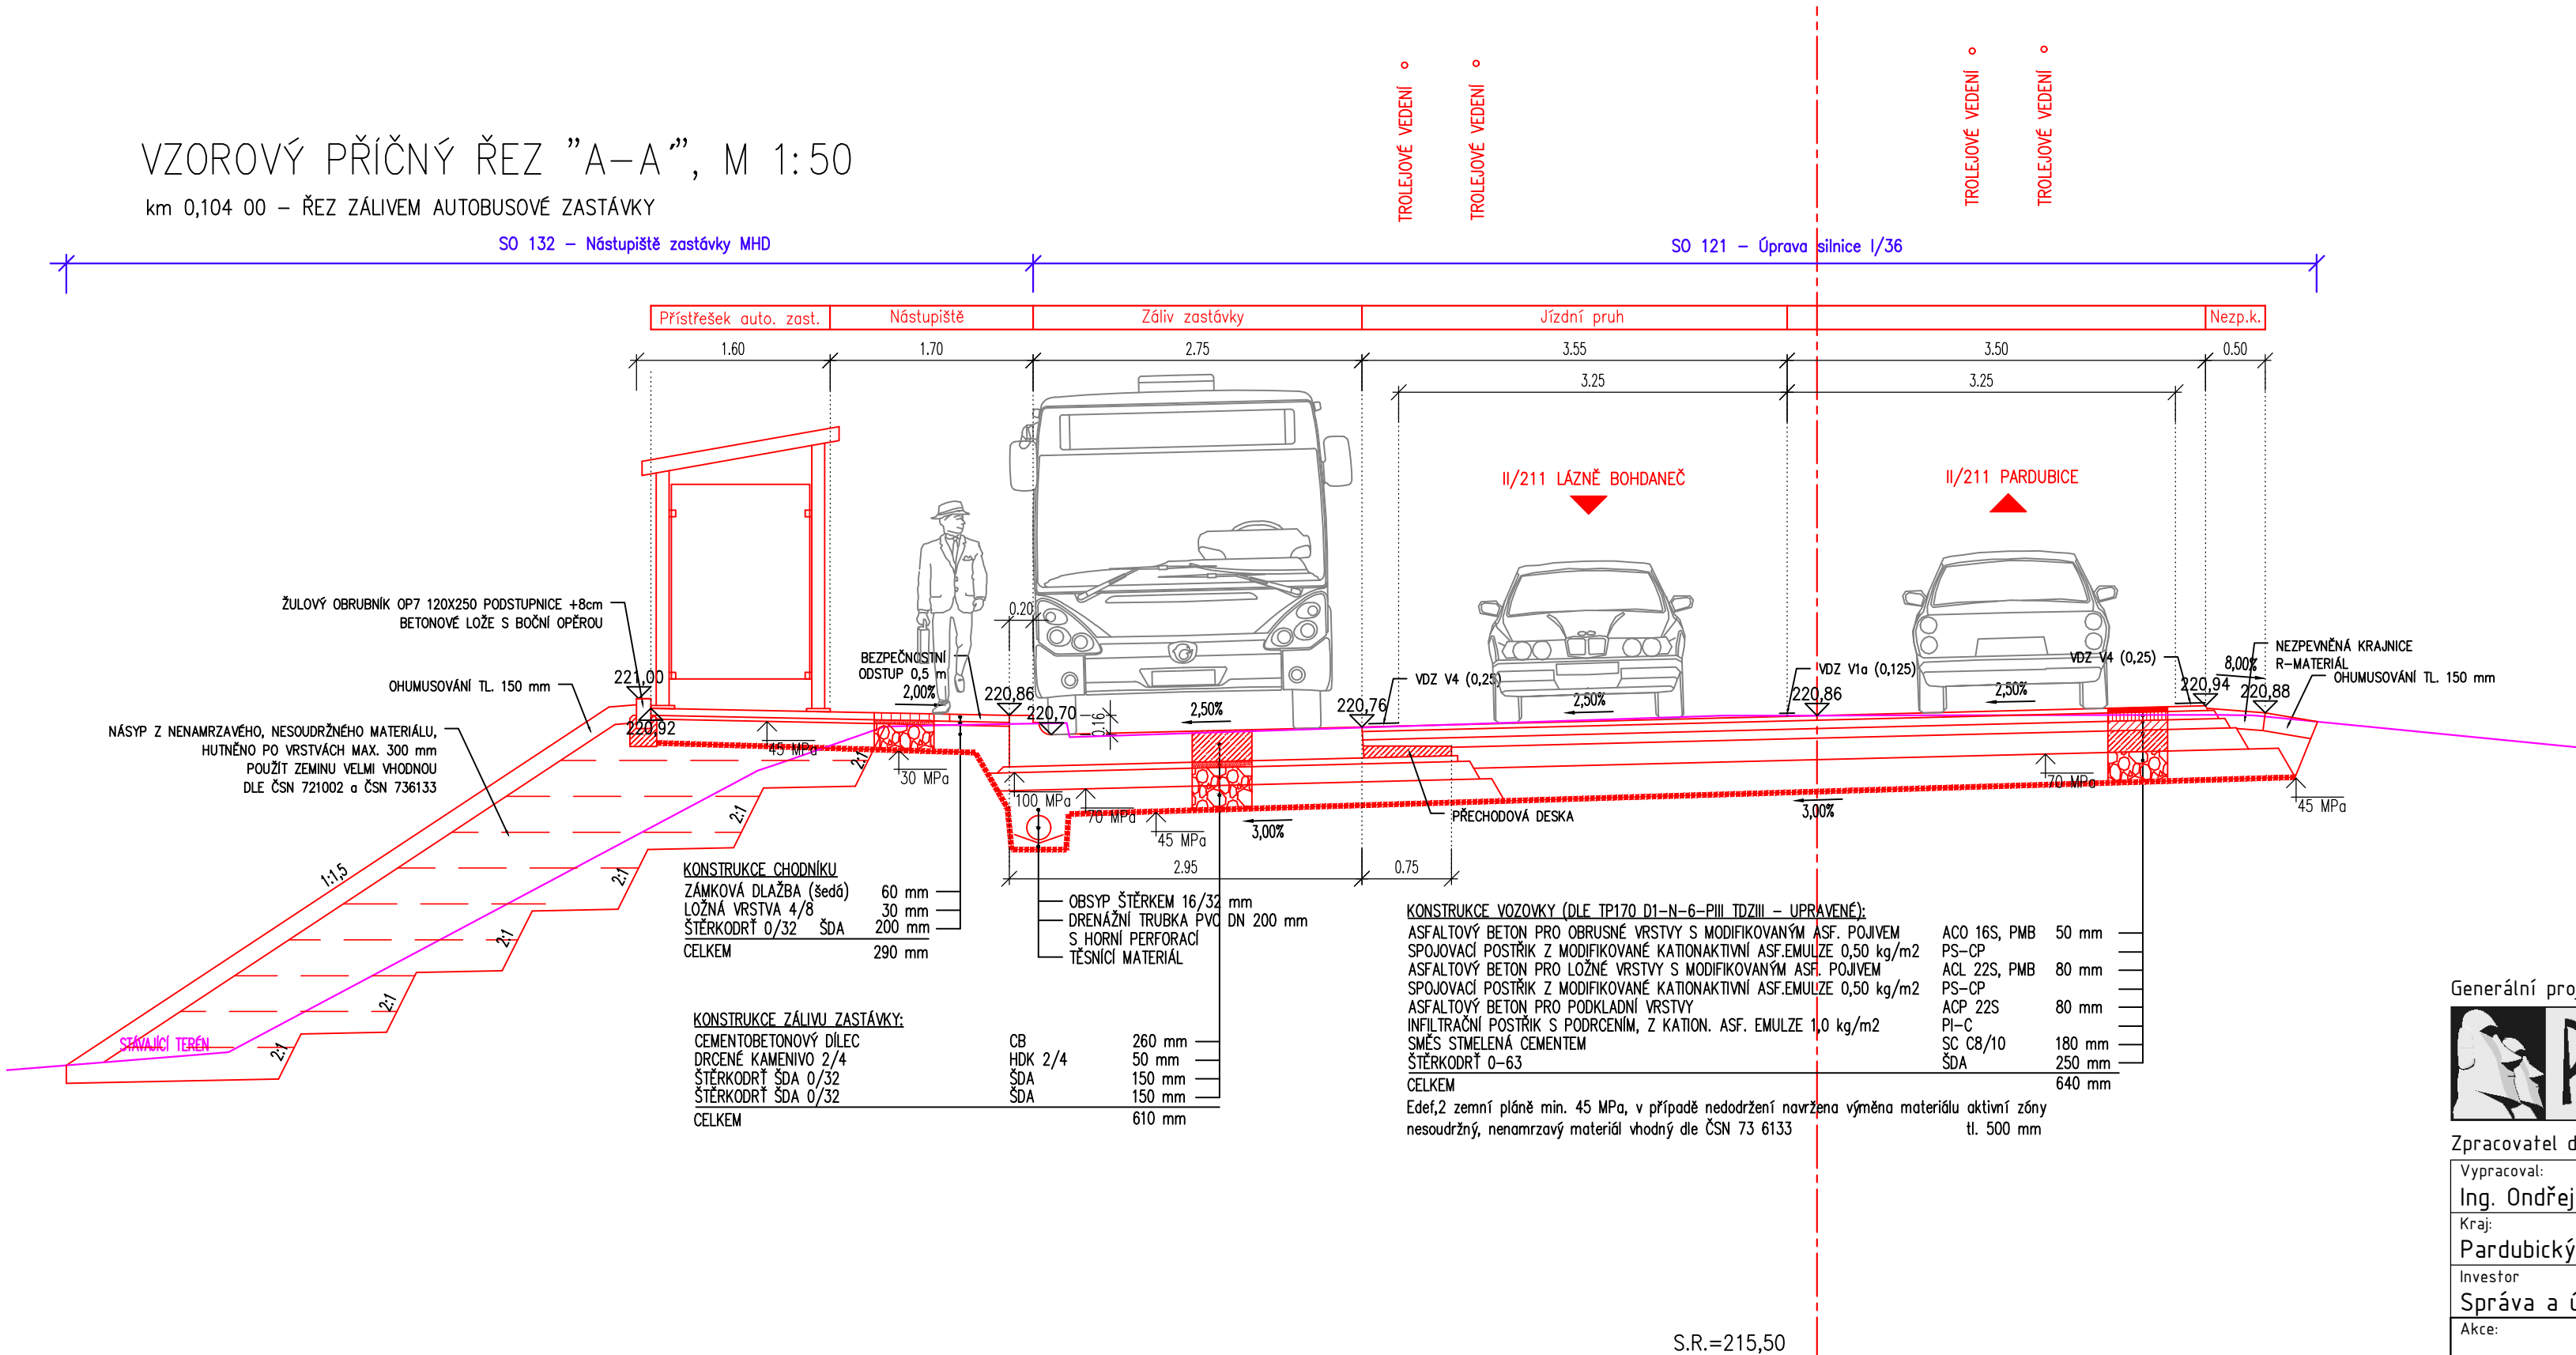 TROLEJOVÉ VEDENÍ
TROLEJOVÉ VEDENÍ
TROLEJOVÉ VEDENÍ
TROLEJOVÉ VEDENÍ
VZOROVÝ PŘÍČNÝ ŘEZ "A–A´", M 1:50
km 0,104 00 – ŘEZ ZÁLIVEM AUTOBUSOVÉ ZASTÁVKY
SO 132 – Nástupiště zastávky MHD
SO 121 – Úprava silnice I/36
Přístřešek auto. zast.
Nástupiště
Záliv zastávky
Jízdní pruh
Nezp.k.
1.60
1.70
2.75
3.55
3.50
0.50
3.25
3.25
II/211 LÁZNĚ BOHDANEČ
II/211 PARDUBICE
ŽULOVÝ OBRUBNÍK OP7 120X250 PODSTUPNICE +8cm
BETONOVÉ LOŽE S BOČNÍ OPĚROU
OHUMUSOVÁNÍ TL. 150 mm
NÁSYP Z NENAMRZAVÉHO, NESOUDRŽNÉHO MATERIÁLU,
HUTNĚNO PO VRSTVÁCH MAX. 300 mm
POUŽÍT ZEMINU VELMI VHODNOU
DLE ČSN 721002 a ČSN 736133
221,00
220,92
0.20
BEZPEČNOSTNÍ
ODSTUP 0,5 m
2,00%
220,86
220,70
0.16
2,50%
220,76
VDZ V4 (0,25)
2,50%
VDZ V1a (0,125)
220,86
2,50%
VDZ V4 (0,25)
220,94
8,00%
220,88
NEZPEVNĚNÁ KRAJNICE
R-MATERIÁL
OHUMUSOVÁNÍ TL. 150 mm
45 MPa
30 MPa
100 MPa
70 MPa
45 MPa
3,00%
PŘECHODOVÁ DESKA
3,00%
70 MPa
45 MPa
2.95
0.75
1:1,5
2:1
2:1
2:1
2:1
2:1
2:1
STÁVAJÍCÍ TERÉN
KONSTRUKCE CHODNÍKU
ZÁMKOVÁ DLAŽBA (šedá) 60 mm
LOŽNÁ VRSTVA 4/8 30 mm
ŠTĚRKODRŤ 0/32 ŠDA 200 mm
CELKEM 290 mm
OBSYP ŠTĚRKEM 16/32 mm
DRENÁŽNÍ TRUBKA PVC DN 200 mm
S HORNÍ PERFORACÍ
TĚSNÍCÍ MATERIÁL
KONSTRUKCE ZÁLIVU ZASTÁVKY:
CEMENTOBETONOVÝ DÍLEC CB 260 mm
DRCENÉ KAMENIVO 2/4 HDK 2/4 50 mm
ŠTĚRKODRŤ ŠDA 0/32 ŠDA 150 mm
ŠTĚRKODRŤ ŠDA 0/32 ŠDA 150 mm
CELKEM 610 mm
KONSTRUKCE VOZOVKY (DLE TP170 D1-N-6-PIII TDZIII – UPRAVENÉ):
ASFALTOVÝ BETON PRO OBRUSNÉ VRSTVY S MODIFIKOVANÝM ASF. POJIVEM ACO 16S, PMB 50 mm
SPOJOVACÍ POSTŘIK Z MODIFIKOVANÉ KATIONAKTIVNÍ ASF.EMULZE 0,50 kg/m2 PS-CP
ASFALTOVÝ BETON PRO LOŽNÉ VRSTVY S MODIFIKOVANÝM ASF. POJIVEM ACL 22S, PMB 80 mm
SPOJOVACÍ POSTŘIK Z MODIFIKOVANÉ KATIONAKTIVNÍ ASF.EMULZE 0,50 kg/m2 PS-CP
ASFALTOVÝ BETON PRO PODKLADNÍ VRSTVY ACP 22S 80 mm
INFILTRAČNÍ POSTŘIK S PODRCENÍM, Z KATION. ASF. EMULZE 1,0 kg/m2 PI-C
SMĚS STMELENÁ CEMENTEM SC C8/10 180 mm
ŠTĚRKODRŤ 0-63 ŠDA 250 mm
CELKEM 640 mm
Edef,2 zemní pláně min. 45 MPa, v případě nedodržení navržena výměna materiálu aktivní zóny
nesoudržný, nenamrzavý materiál vhodný dle ČSN 73 6133 tl. 500 mm
S.R.=215,50
Generální
Zpracovatel
Vypracoval:
Ing. Ondřej
Kraj:
Pardubický
Investor
Správa a
Akce: